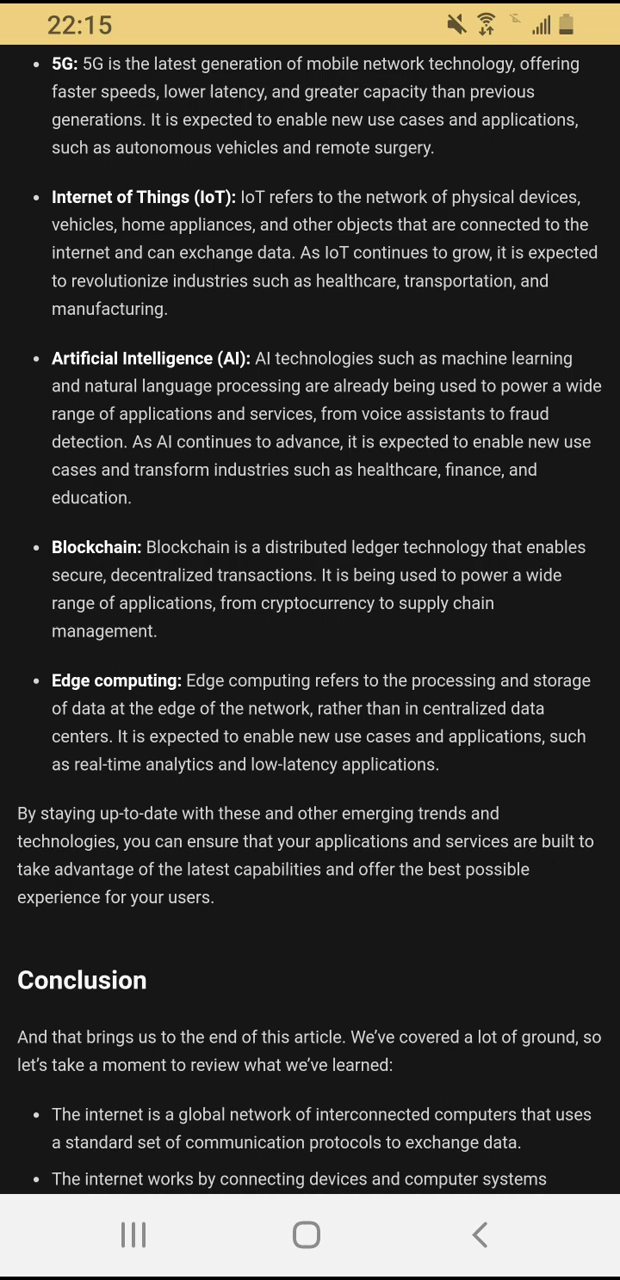 22:15
• 5G: 5G is the latest generation of mobile network technology, offering
faster speeds, lower latency, and greater capacity than previous
generations. It is expected to enable new use cases and applications,
such as autonomous vehicles and remote surgery.
• Internet of Things (IoT): IoT refers to the network of physical devices,
vehicles, home appliances, and other objects that are connected to the
internet and can exchange data. As IoT continues to grow, it is expected
to revolutionize industries such as healthcare, transportation, and
manufacturing.
• Artificial Intelligence (AI): AI technologies such as machine learning
and natural language processing are already being used to power a wide
range of applications and services, from voice assistants to fraud
detection. As AI continues to advance, it is expected to enable new use
cases and transform industries such as healthcare, finance, and
education.
• Blockchain: Blockchain is a distributed ledger technology that enables
secure, decentralized transactions. It is being used to power a wide
range of applications, from cryptocurrency to supply chain
management.
• Edge computing: Edge computing refers to the processing and storage
of data at the edge of the network, rather than in centralized data
centers. It is expected to enable new use cases and applications, such
as real-time analytics and low-latency applications.
By staying up-to-date with these and other emerging trends and
technologies, you can ensure that your applications and services are built to
take advantage of the latest capabilities and offer the best possible
experience for your users.
Conclusion
And that brings us to the end of this article. We’ve covered a lot of ground, so
let’s take a moment to review what we’ve learned:
• The internet is a global network of interconnected computers that uses
a standard set of communication protocols to exchange data.
• The internet works by connecting devices and computer systems